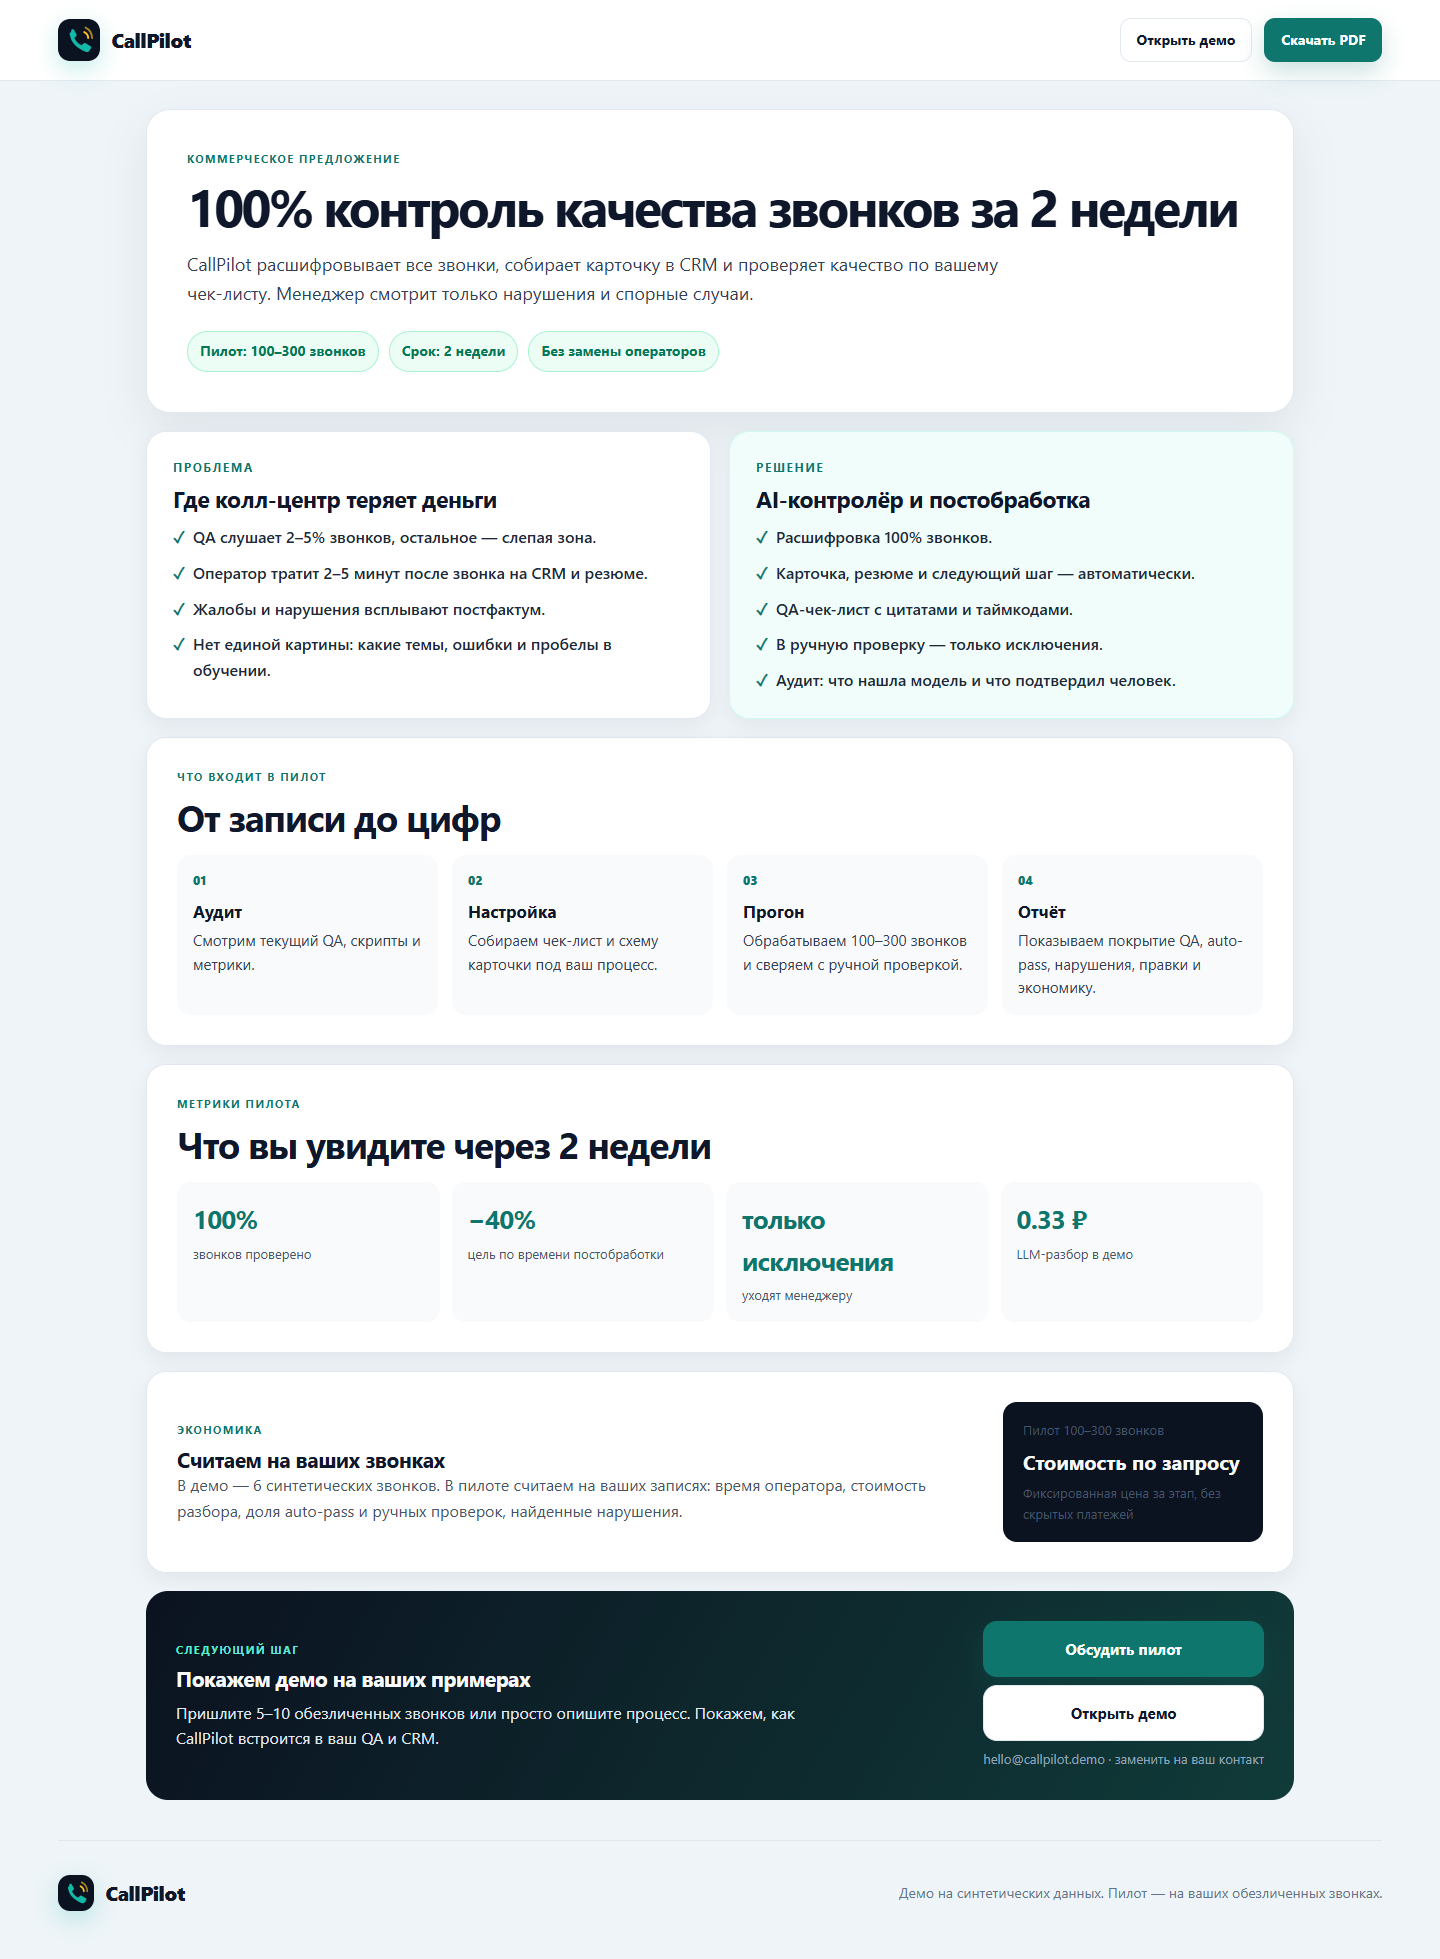 CallPilot
Открыть демо
Скачать PDF
КОММЕРЧЕСКОЕ ПРЕДЛОЖЕНИЕ
100% контроль качества звонков за 2 недели
CallPilot расшифровывает все звонки, собирает карточку в CRM и проверяет качество по вашему
чек-листу. Менеджер смотрит только нарушения и спорные случаи.
Пилот: 100–300 звонков
Срок: 2 недели
Без замены операторов
ПРОБЛЕМА
Где колл-центр теряет деньги
✓ QA слушает 2–5% звонков, остальное — слепая зона.
✓ Оператор тратит 2–5 минут после звонка на CRM и резюме.
✓ Жалобы и нарушения всплывают постфактум.
✓ Нет единой картины: какие темы, ошибки и пробелы в
обучении.
РЕШЕНИЕ
AI-контролёр и постобработка
✓ Расшифровка 100% звонков.
✓ Карточка, резюме и следующий шаг — автоматически.
✓ QA-чек-лист с цитатами и таймкодами.
✓ В ручную проверку — только исключения.
✓ Аудит: что нашла модель и что подтвердил человек.
ЧТО ВХОДИТ В ПИЛОТ
От записи до цифр
01
Аудит
Смотрим текущий QA, скрипты и
метрики.
02
Настройка
Собираем чек-лист и схему
карточки под ваш процесс.
03
Прогон
Обрабатываем 100–300 звонков
и сверяем с ручной проверкой.
04
Отчёт
Показываем покрытие QA, auto-
pass, нарушения, правки и
экономику.
МЕТРИКИ ПИЛОТА
Что вы увидите через 2 недели
100%
звонков проверено
−40%
цель по времени постобработки
только
исключения
уходят менеджеру
0.33 ₽
LLM-разбор в демо
ЭКОНОМИКА
Считаем на ваших звонках
В демо — 6 синтетических звонков. В пилоте считаем на ваших записях: время оператора, стоимость
разбора, доля auto-pass и ручных проверок, найденные нарушения.
Пилот 100–300 звонков
Стоимость по запросу
Фиксированная цена за этап, без
скрытых платежей
СЛЕДУЮЩИЙ ШАГ
Покажем демо на ваших примерах
Пришлите 5–10 обезличенных звонков или просто опишите процесс. Покажем, как
CallPilot встроится в ваш QA и CRM.
Обсудить пилот
Открыть демо
hello@callpilot.demo · заменить на ваш контакт
CallPilot
Демо на синтетических данных. Пилот — на ваших обезличенных звонках.